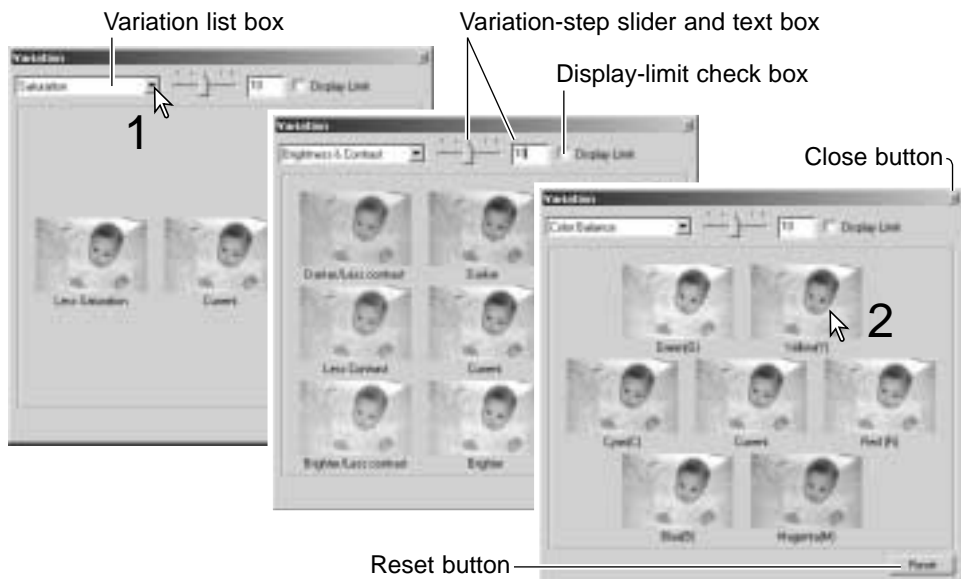 Variation list box
Variation-step slider and text box
Display-limit check box
Close button
Variation
Saturation
10
Display Limit
1
Less Saturation
Current
Variation
Brightness & Contrast
10
Display Limit
Darker/Less contrast
Darker
Less Contrast
Current
Brighter/Less contrast
Brighter
Variation
Color Balance
10
Display Limit
2
Green(G)
Yellow(Y)
Cyan(C)
Current
Red (R)
Blue(B)
Magenta(M)
Reset
Reset button